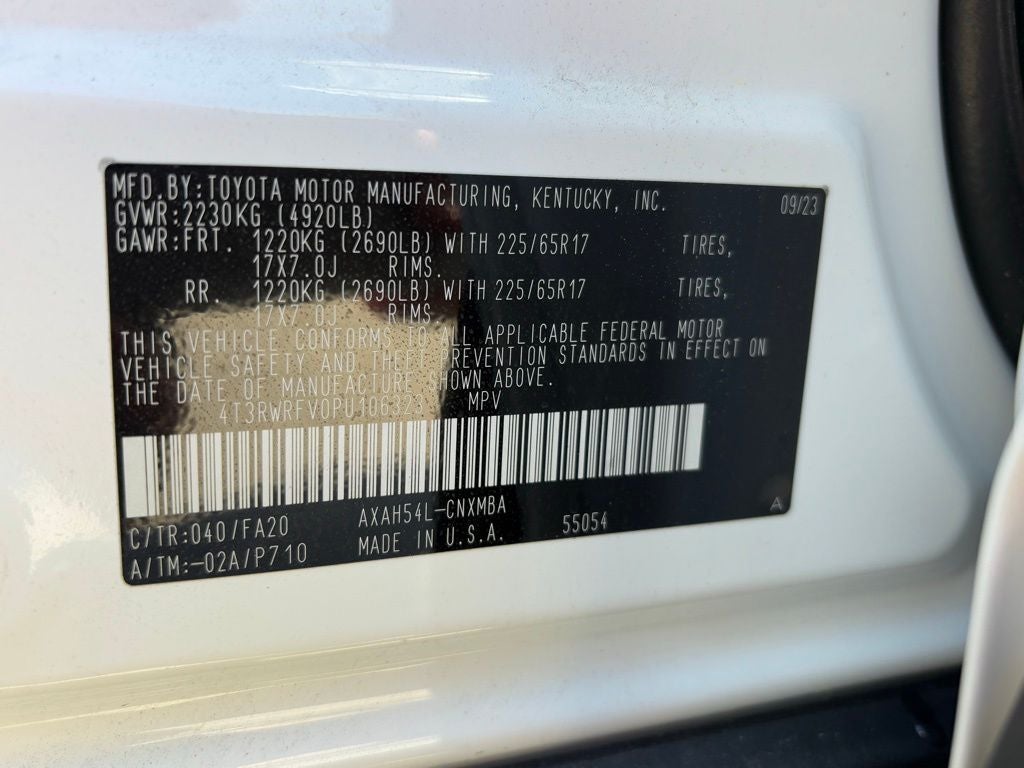 MFD.BY:TOYOTA MOTOR MANUFACTURING, KENTUCKY, INC. 09/23
GVWR:2230KG (4920LB)
GAWR:FRT. 1220KG (2690LB) WITH 225/65R17 TIRES,
17X7.0J RIMS.
RR. 1220KG (2690LB) WITH 225/65R17 TIRES,
17X7.0J RIMS.
THIS VEHICLE CONFORMS TO ALL APPLICABLE FEDERAL MOTOR
VEHICLE SAFETY AND THEFT PREVENTION STANDARDS IN EFFECT ON
THE DATE OF MANUFACTURE SHOWN ABOVE.
4T3RWRFV0PU106323 MPV
C/TR:040/FA20 AXAH54L-CNXMBA 55054
A/TM:-02A/P710 MADE IN U.S.A.
A